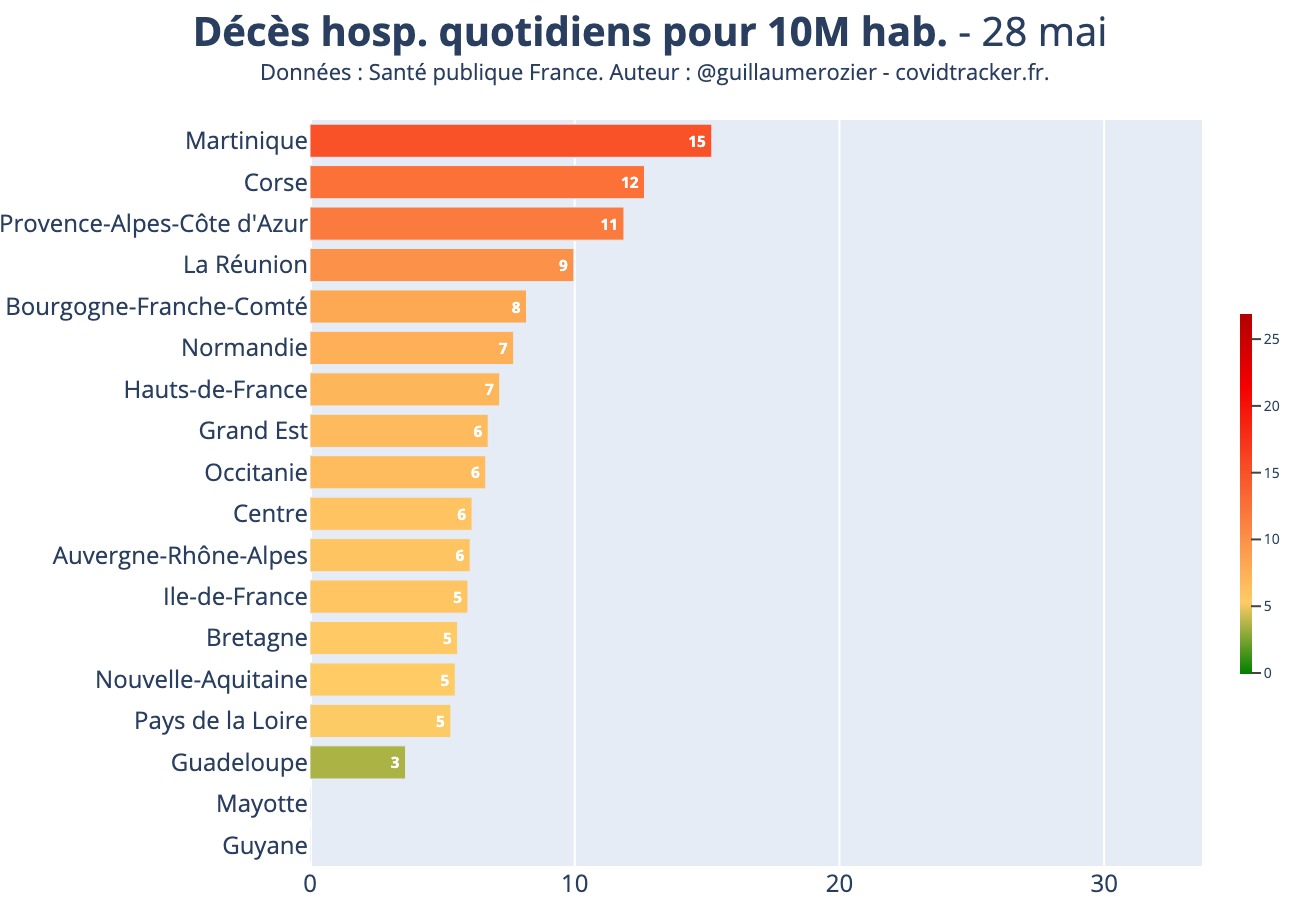 Décès hosp. quotidiens pour 10M hab. - 28 mai
Données : Santé publique France. Auteur : @guillaumerozier - covidtracker.fr.
Martinique 15
Corse 12
Provence-Alpes-Côte d'Azur 11
La Réunion 9
Bourgogne-Franche-Comté 8
Normandie 7
Hauts-de-France 7
Grand Est 6
Occitanie 6
Centre 6
Auvergne-Rhône-Alpes 6
Ile-de-France 5
Bretagne 5
Nouvelle-Aquitaine 5
Pays de la Loire 5
Guadeloupe 3
Mayotte
Guyane
0 10 20 30
25
20
15
10
5
0